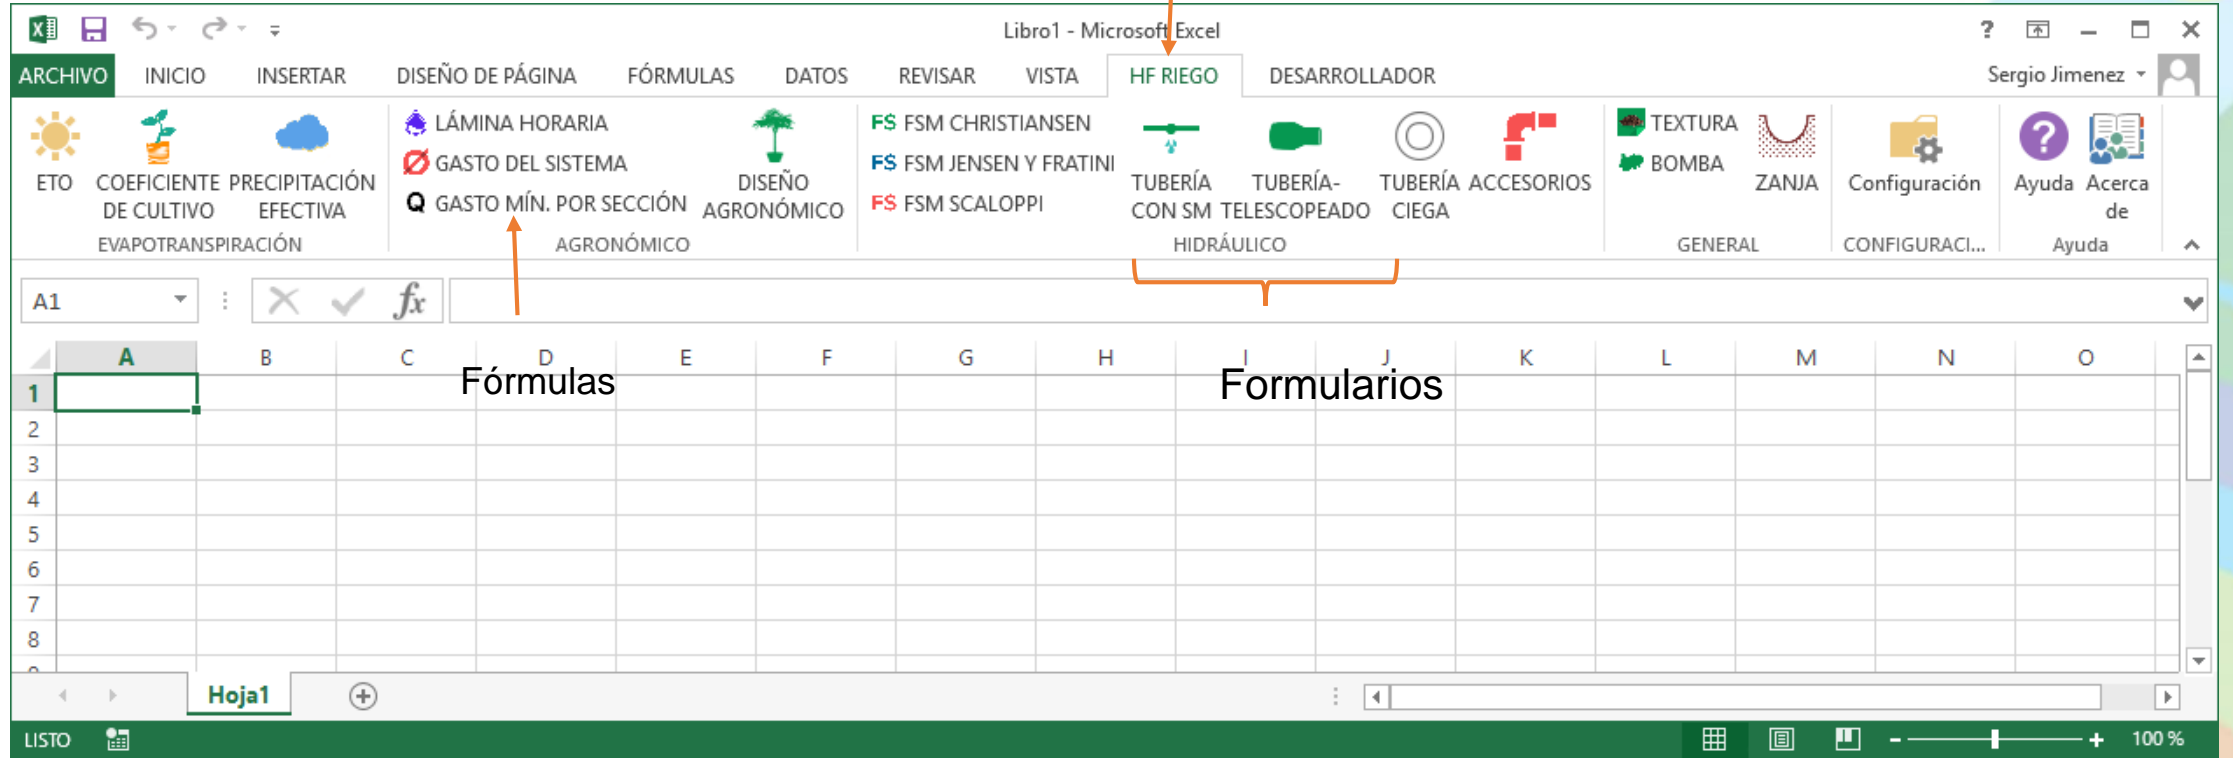 Libro1 - Microsoft Excel
ARCHIVO INICIO INSERTAR DISEÑO DE PÁGINA FÓRMULAS DATOS REVISAR VISTA HF RIEGO DESARROLLADOR Sergio Jimenez
ETO
COEFICIENTE
DE CULTIVO
PRECIPITACIÓN
EFECTIVA
EVAPOTRANSPIRACIÓN
LÁMINA HORARIA
GASTO DEL SISTEMA
Q GASTO MÍN. POR SECCIÓN
DISEÑO
AGRONÓMICO
AGRONÓMICO
F$ FSM CHRISTIANSEN
F$ FSM JENSEN Y FRATINI
F$ FSM SCALOPPI
TUBERÍA
CON SM
TUBERÍA-
TELESCOPEADO
TUBERÍA
CIEGA
ACCESORIOS
HIDRÁULICO
TEXTURA
BOMBA
ZANJA
GENERAL
Configuración
CONFIGURACI...
? Ayuda
Acerca
de
Ayuda
A1 fx
A B C D E F G H I J K L M N O
Fórmulas
Formularios
1
2
3
4
5
6
7
8
Hoja1
LISTO 100 %